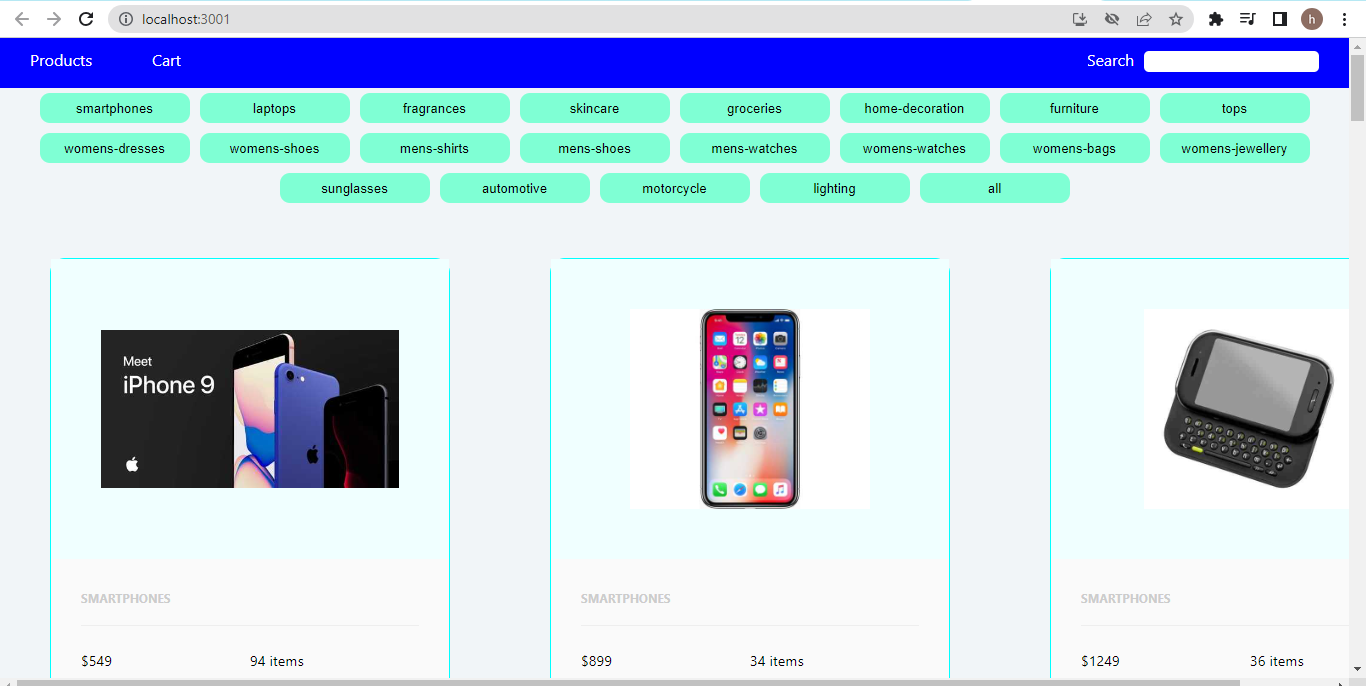 localhost:3001
h
Products Cart Search
smartphones laptops fragrances skincare groceries home-decoration furniture tops
womens-dresses womens-shoes mens-shirts mens-shoes mens-watches womens-watches womens-bags womens-jewellery
sunglasses automotive motorcycle lighting all
Meet
iPhone 9
SMARTPHONES SMARTPHONES SMARTPHONES
$549 94 items $899 34 items $1249 36 items